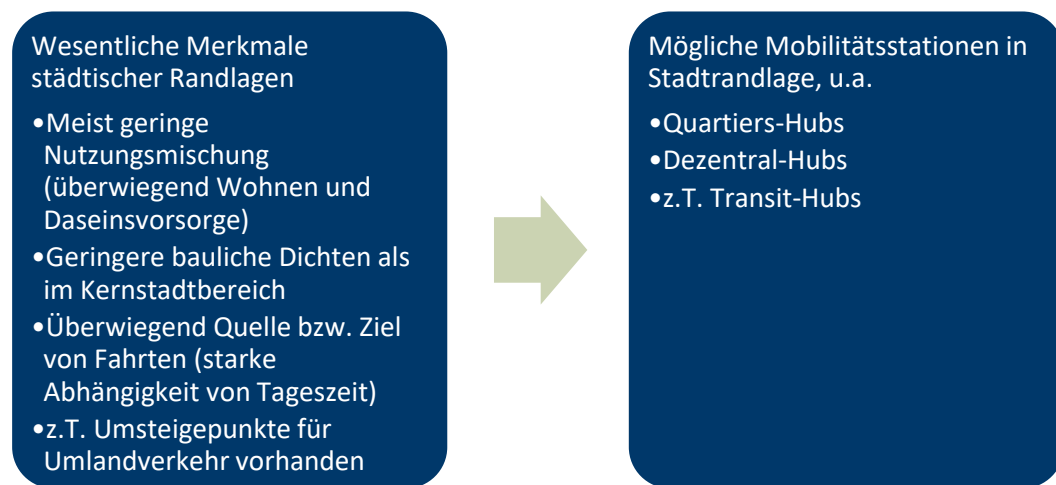 Wesentliche Merkmale
städtischer Randlagen
•Meist geringe
Nutzungsmischung
(überwiegend Wohnen und
Daseinsvorsorge)
•Geringere bauliche Dichten als
im Kernstadtbereich
•Überwiegend Quelle bzw. Ziel
von Fahrten (starke
Abhängigkeit von Tageszeit)
•z.T. Umsteigepunkte für
Umlandverkehr vorhanden
Mögliche Mobilitätsstationen in
Stadtrandlage, u.a.
•Quartiers-Hubs
•Dezentral-Hubs
•z.T. Transit-Hubs